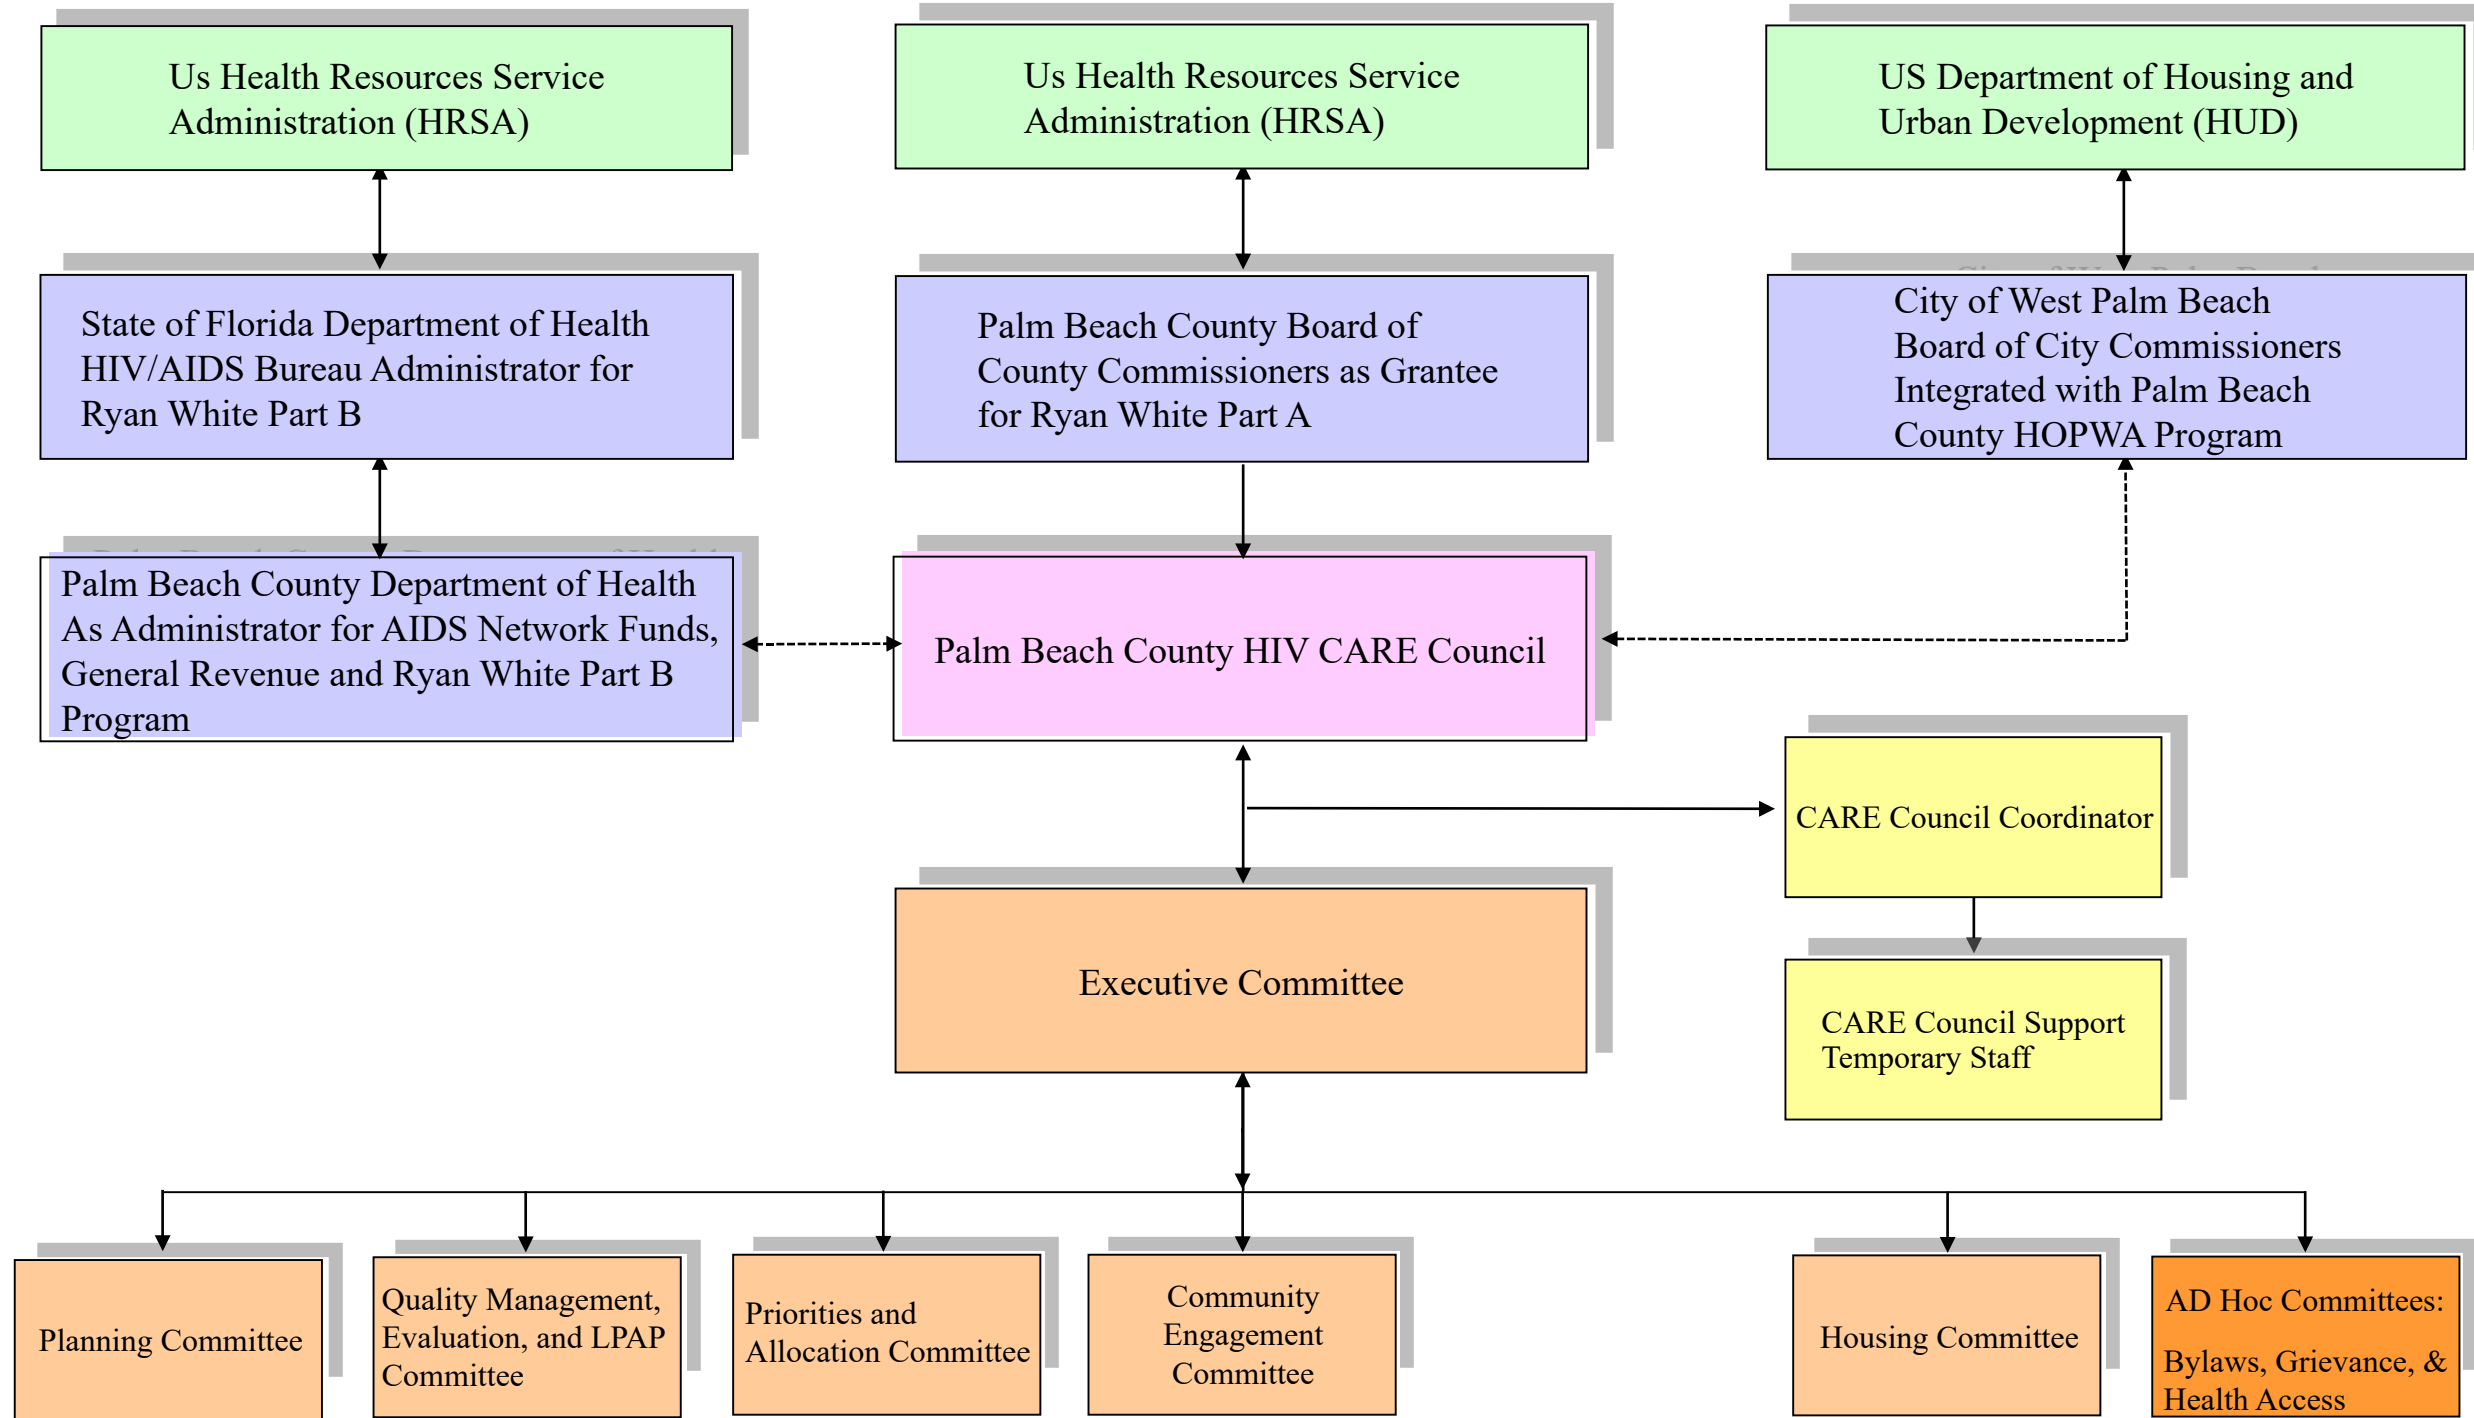 Us Health Resources Service
Administration (HRSA)
Us Health Resources Service
Administration (HRSA)
US Department of Housing and
Urban Development (HUD)
State of Florida Department of Health
HIV/AIDS Bureau Administrator for
Ryan White Part B
Palm Beach County Board of
County Commissioners as Grantee
for Ryan White Part A
City of West Palm Beach
Board of City Commissioners
Integrated with Palm Beach
County HOPWA Program
Palm Beach County Department of Health
As Administrator for AIDS Network Funds,
General Revenue and Ryan White Part B
Program
Palm Beach County HIV CARE Council
CARE Council Coordinator
Executive Committee
CARE Council Support
Temporary Staff
Planning Committee
Quality Management,
Evaluation, and LPAP
Committee
Priorities and
Allocation Committee
Community
Engagement
Committee
Housing Committee
AD Hoc Committees:
Bylaws, Grievance, &
Health Access